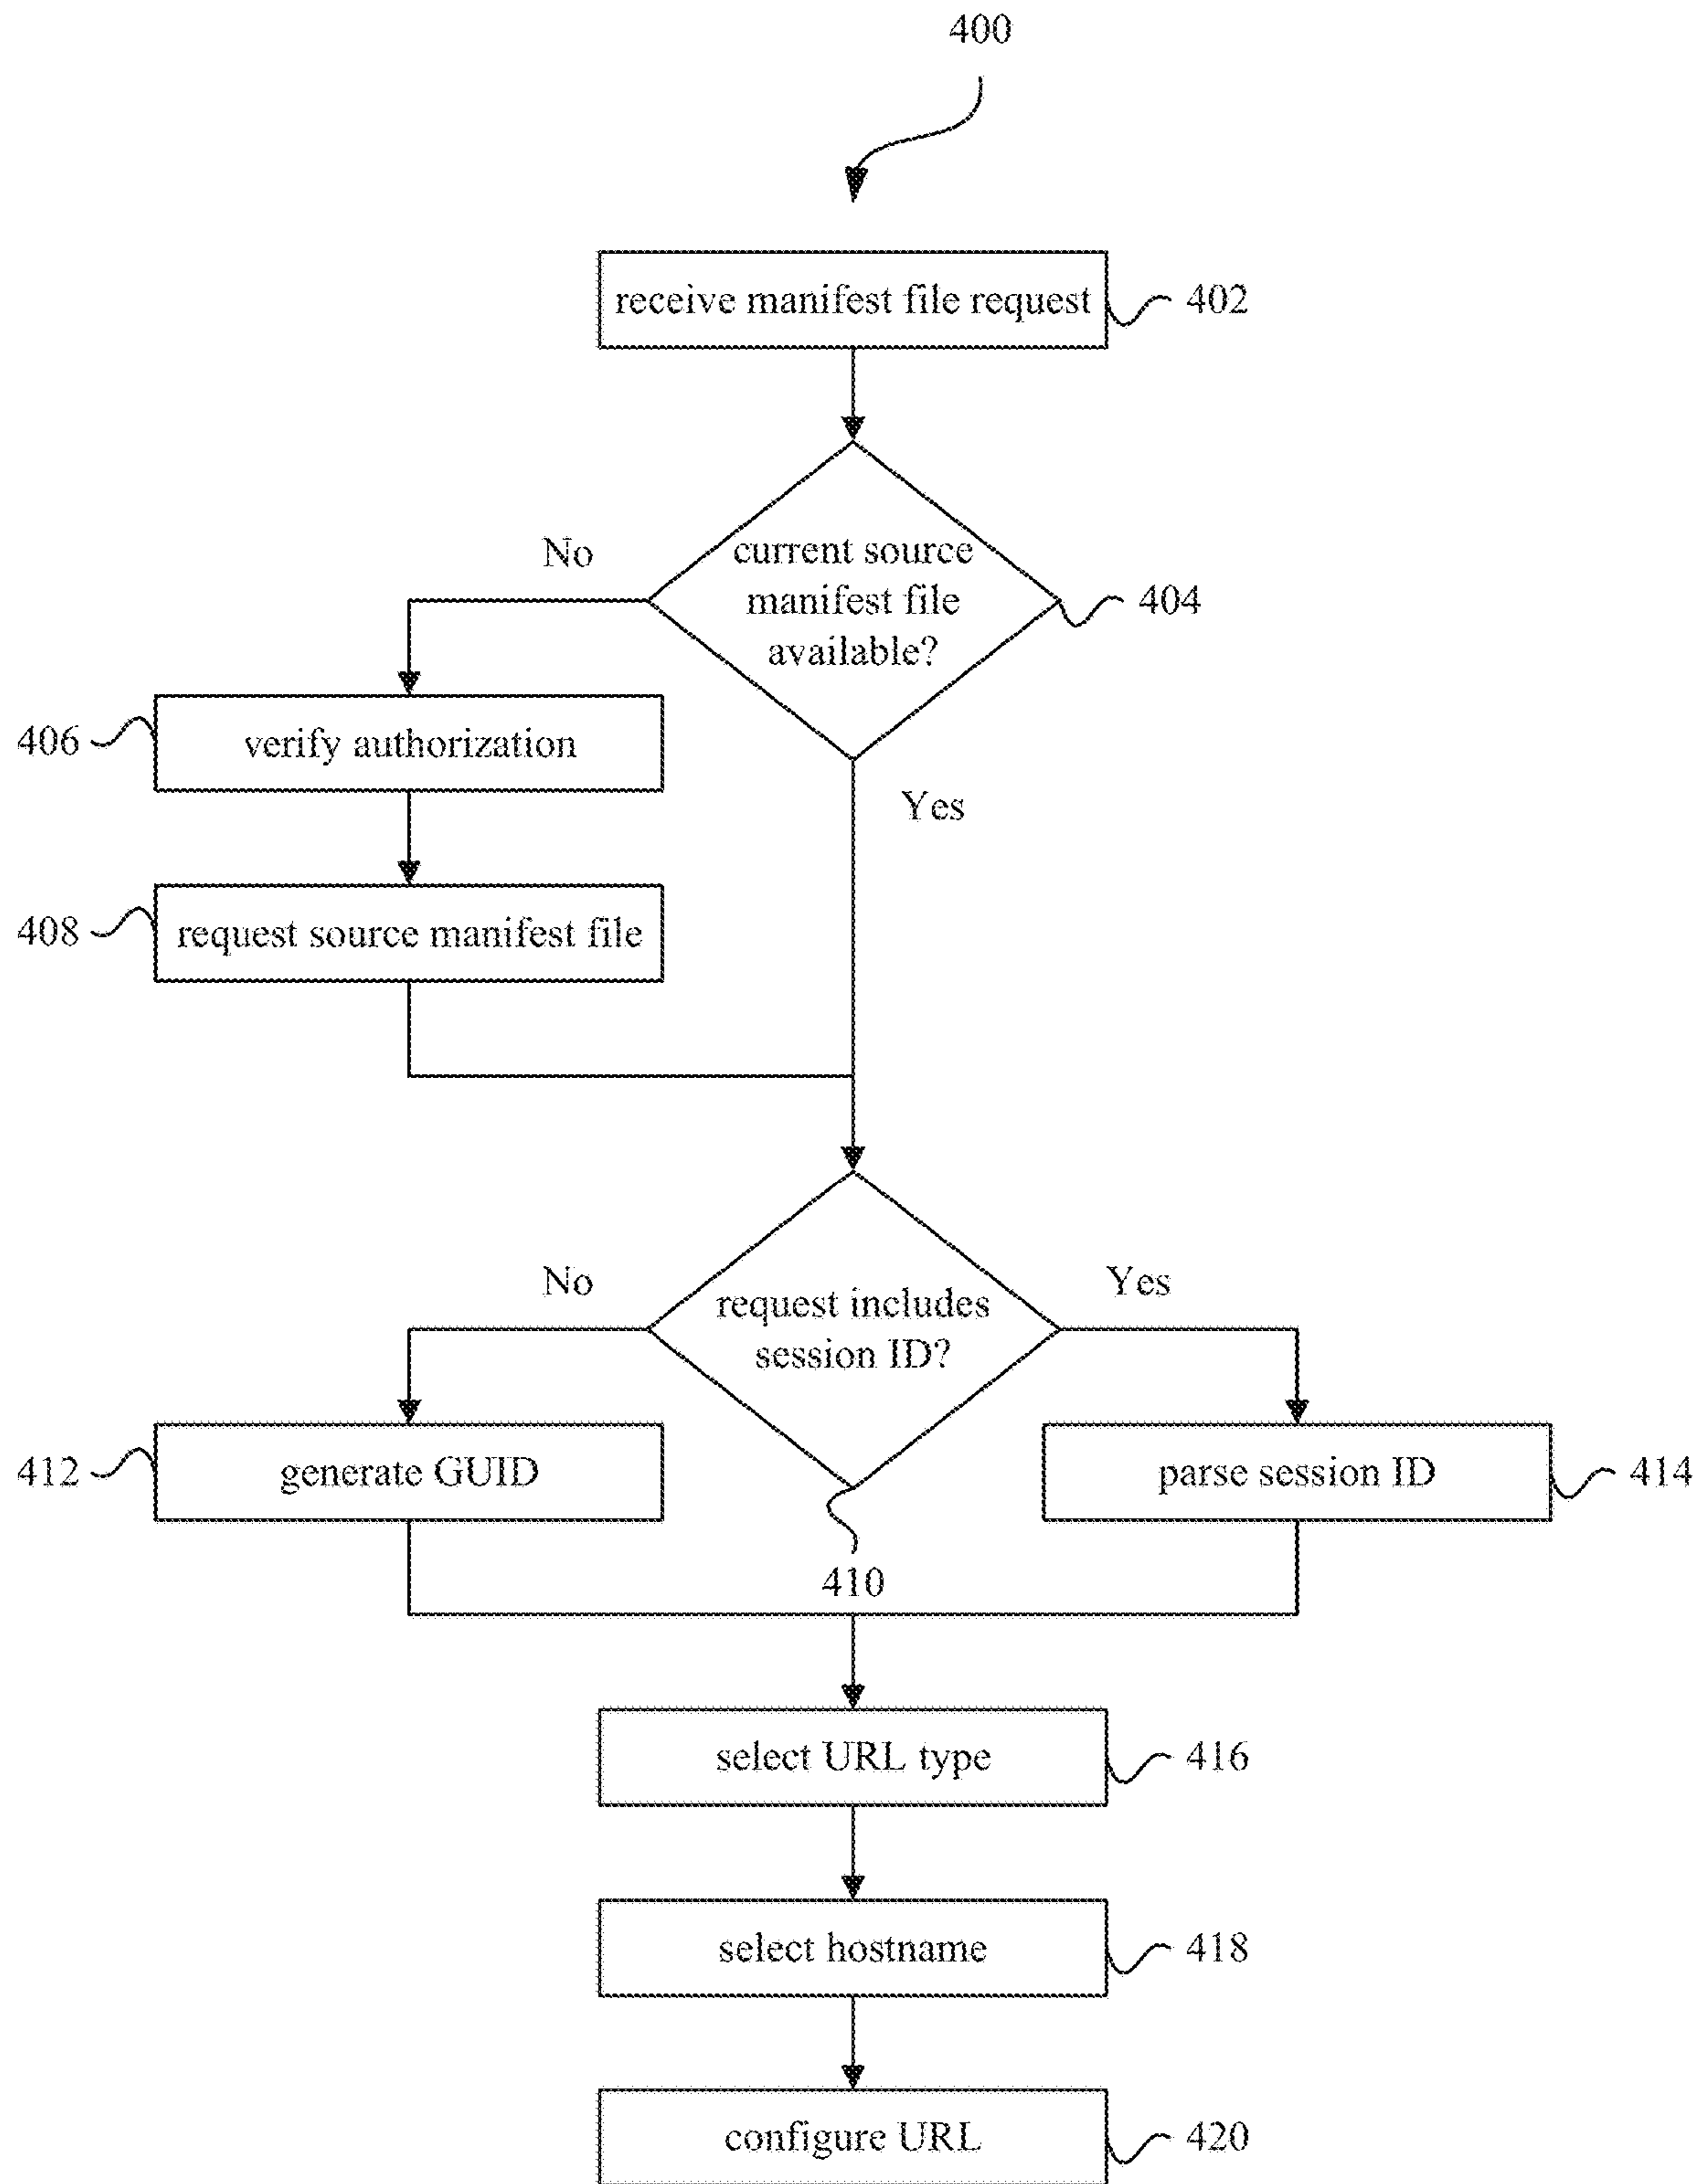 400
receive manifest file request
402
current source
manifest file
available?
404
No
Yes
406
verify authorization
408
request source manifest file
request includes
session ID?
No
Yes
410
412
generate GUID
parse session ID
414
select URL type
416
select hostname
418
configure URL
420